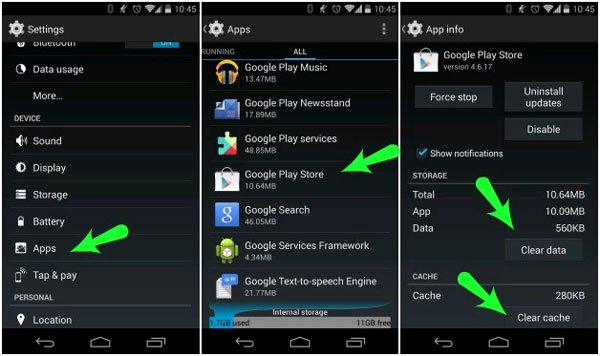 10:45
Settings
Bluetooth
ON
Data usage
More...
DEVICE
Sound
Display
Storage
Battery
Apps
Tap & pay
PERSONAL
Location
10:45
Apps
RUNNING
ALL
Google Play Music
13.47MB
Google Play Newsstand
17.89MB
Google Play services
48.85MB
Google Play Store
10.64MB
Google Search
46.05MB
Google Services Framework
4.34MB
Google Text-to-speech Engine
21.77MB
Internal storage
1.7GB used
11GB free
10:45
App info
Google Play Store
version 4.6.17
Force stop
Uninstall
updates
Disable
Show notifications
STORAGE
Total 10.64MB
App 10.09MB
Data 560KB
Clear data
CACHE
Cache 280KB
Clear cache